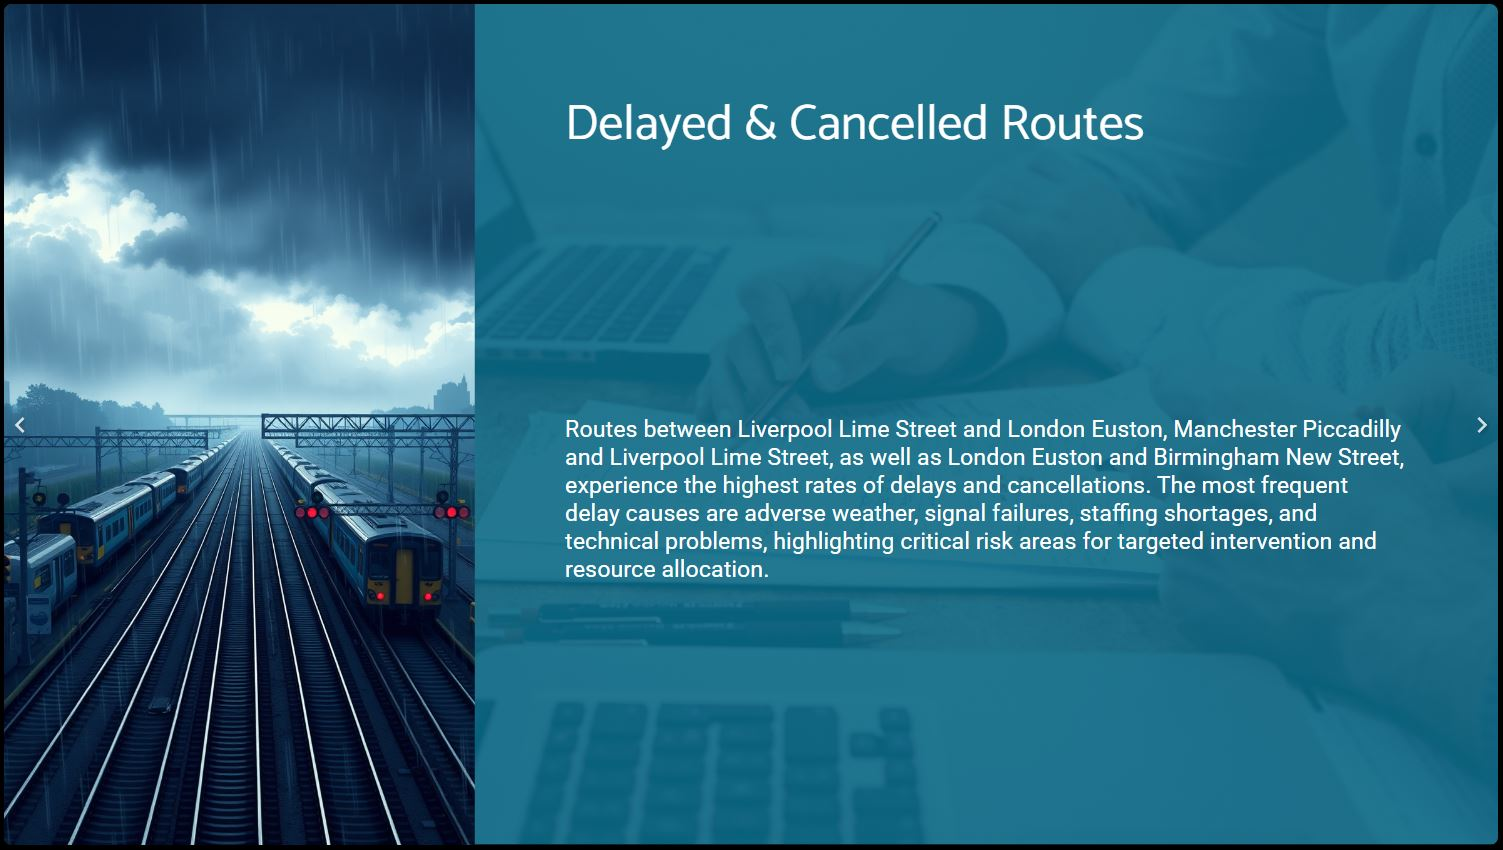 Delayed & Cancelled Routes
Routes between Liverpool Lime Street and London Euston, Manchester Piccadilly
and Liverpool Lime Street, as well as London Euston and Birmingham New Street,
experience the highest rates of delays and cancellations. The most frequent
delay causes are adverse weather, signal failures, staffing shortages, and
technical problems, highlighting critical risk areas for targeted intervention and
resource allocation.